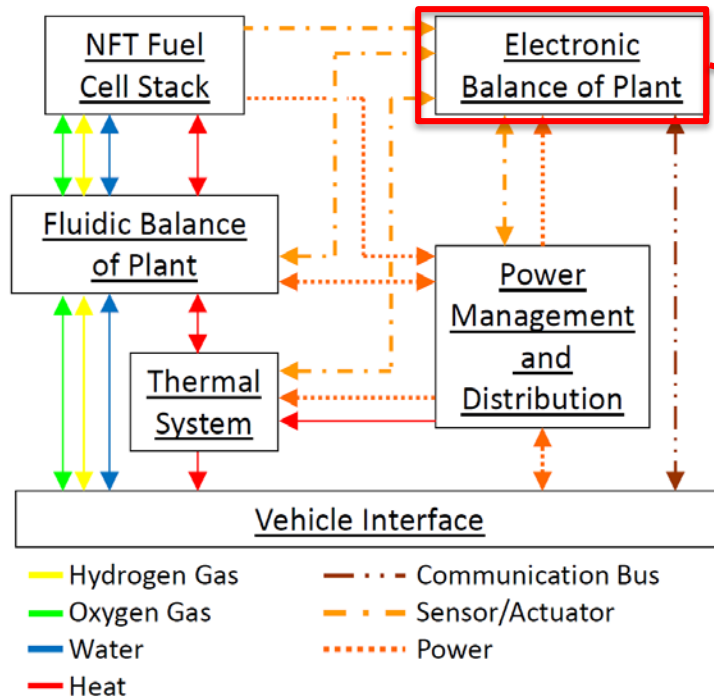 NFT Fuel
Cell Stack
Electronic
Balance of Plant
Fluidic Balance
of Plant
Power
Management
and
Distribution
Thermal
System
Vehicle Interface
Hydrogen Gas
Oxygen Gas
Water
Heat
Communication Bus
Sensor/Actuator
Power